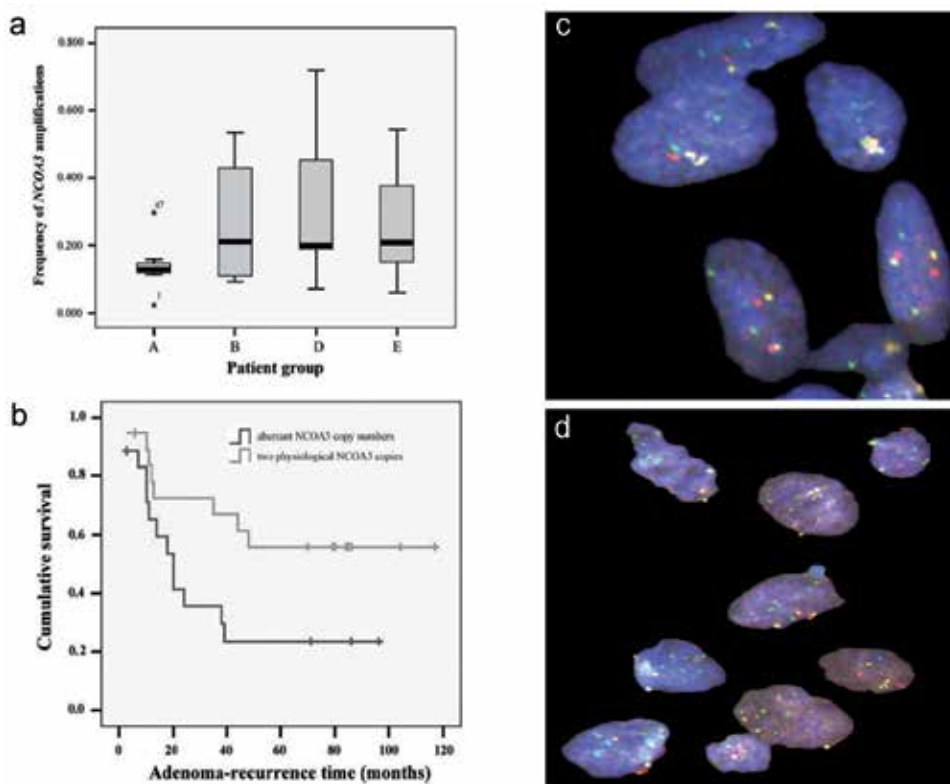 a
0.800
0.600
0.400
0.200
0.000
Frequency of NCOA3 amplifications
A
B
D
E
Patient group
b
1.0
0.8
0.6
0.4
0.2
0.0
Cumulative survival
aberrant NCOA3 copy numbers
two physiological NCOA3 copies
0
20
40
60
80
100
120
Adenoma-recurrence time (months)
c
d